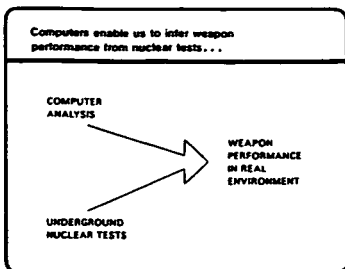 Computers enable us to infer weapon
performance from nuclear tests...
COMPUTER
ANALYSIS
WEAPON
PERFORMANCE
IN REAL
ENVIRONMENT
UNDERGROUND
NUCLEAR TESTS